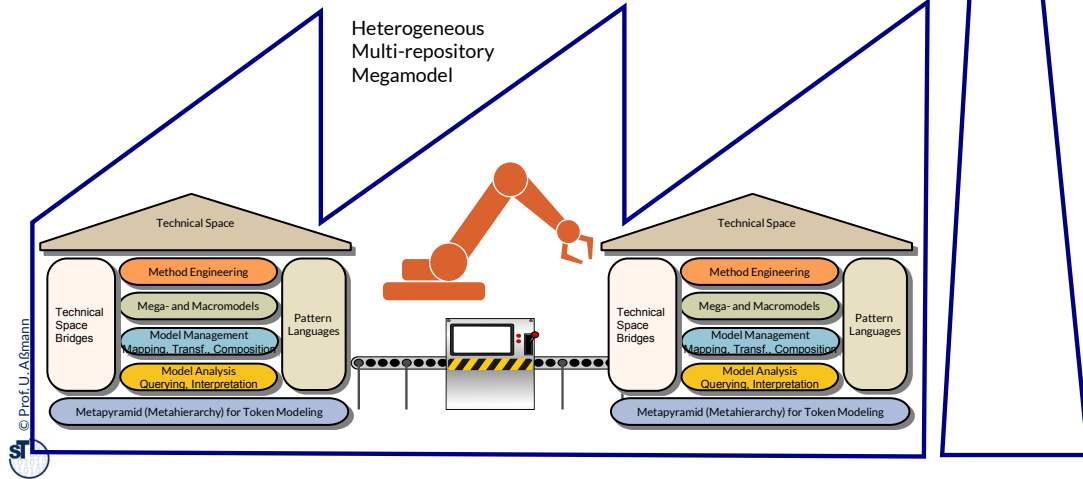 Heterogeneous
Multi-repository
Megamodel
Technical Space
Technical
Space
Bridges
Method Engineering
Mega- and Macromodels
Model Management
Mapping, Transf., Composition
Model Analysis
Querying, Interpretation
Pattern
Languages
Metapyramid (Metahierarchy) for Token Modeling
Technical Space
Technical
Space
Bridges
Method Engineering
Mega- and Macromodels
Model Management
Mapping, Transf., Composition
Model Analysis
Querying, Interpretation
Pattern
Languages
Metapyramid (Metahierarchy) for Token Modeling
© Prof. U. Aßmann
ST